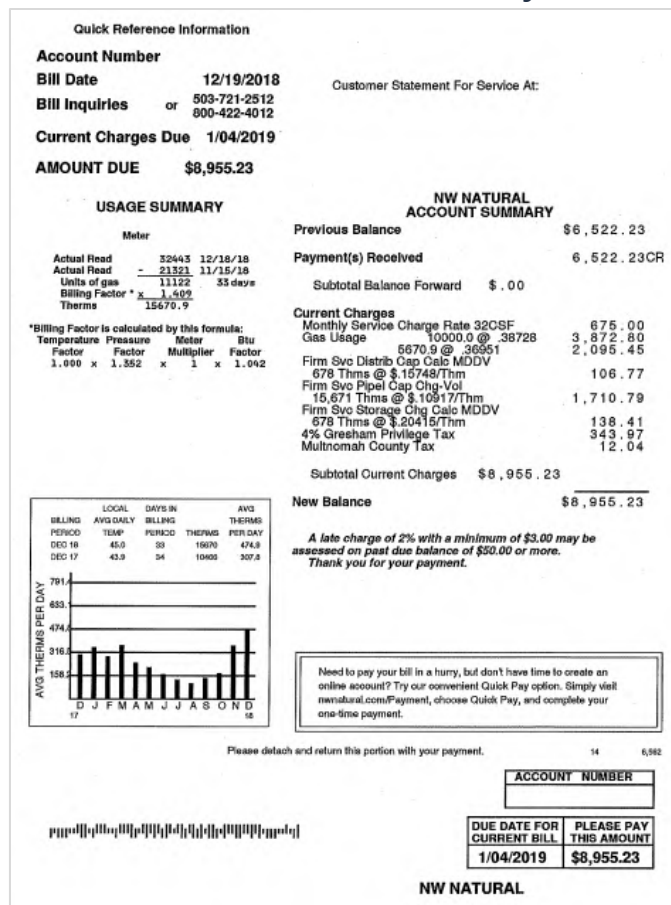 Quick Reference Information
Account Number
Bill Date 12/19/2018
Bill Inquiries or 503-721-2512
800-422-4012
Current Charges Due 1/04/2019
AMOUNT DUE $8,955.23
Customer Statement For Service At:
USAGE SUMMARY
Meter
Actual Read 32443 12/18/18
Actual Read - 21321 11/15/18
Units of gas 11122 33 days
Billing Factor * x 1.409
Therms 15670.9
*Billing Factor is calculated by this formula:
Temperature Pressure Meter Btu
Factor Factor Multiplier Factor
1.000 x 1.352 x 1 x 1.042
NW NATURAL
ACCOUNT SUMMARY
Previous Balance $6,522.23
Payment(s) Received 6,522.23CR
Subtotal Balance Forward $.00
Current Charges
Monthly Service Charge Rate 32CSF 675.00
Gas Usage 10000.0 @ .38728 3,872.80
5670.9 @ .36951 2,095.45
Firm Svc Distrib Cap Calc MDDV
678 Thms @ $.15748/Thm 106.77
Firm Svc Pipel Cap Chg-Vol
15,671 Thms @ $.10917/Thm 1,710.79
Firm Svc Storage Chg Calc MDDV
678 Thms @ $.20415/Thm 138.41
4% Gresham Privilege Tax 343.97
Multnomah County Tax 12.04
Subtotal Current Charges $8,955.23
New Balance $8,955.23
A late charge of 2% with a minimum of $3.00 may be
assessed on past due balance of $50.00 or more.
Thank you for your payment.
LOCAL DAYS IN AVG
BILLING AVG DAILY BILLING THERMS
PERIOD TEMP PERIOD THERMS PER DAY
DEC 18 45.0 33 15670 474.9
DEC 17 43.9 34 10466 307.8
AVG THERMS PER DAY
791.4
633.1
474.8
316.5
158.2
D J F M A M J J A S O N D
17 18
Need to pay your bill in a hurry, but don't have time to create an
online account? Try our convenient Quick Pay option. Simply visit
nwnatural.com/Payment, choose Quick Pay, and complete your
one-time payment.
Please detach and return this portion with your payment. 14 6,562
ACCOUNT NUMBER
DUE DATE FOR CURRENT BILL
PLEASE PAY THIS AMOUNT
1/04/2019 $8,955.23
NW NATURAL